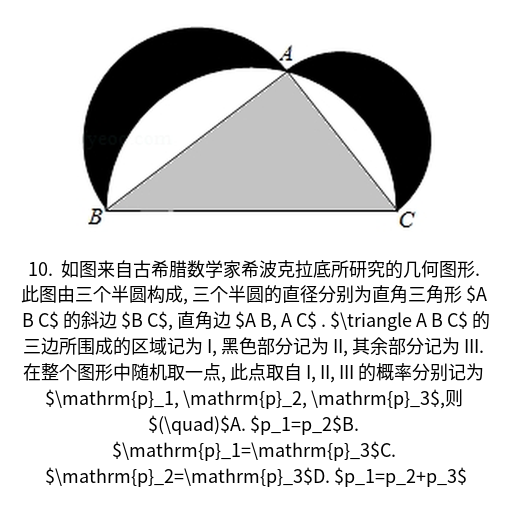 A
B
C
10. 如图来自古希腊数学家希波克拉底所研究的几何图形.
此图由三个半圆构成, 三个半圆的直径分别为直角三角形 $A
B C$ 的斜边 $B C$, 直角边 $A B, A C$ . $\triangle A B C$ 的
三边所围成的区域记为 I, 黑色部分记为 II, 其余部分记为 III.
在整个图形中随机取一点, 此点取自 I, II, III 的概率分别记为
$\mathrm{p}_1, \mathrm{p}_2, \mathrm{p}_3$,则
$(\quad)$A. $p_1=p_2$B.
$\mathrm{p}_1=\mathrm{p}_3$C.
$\mathrm{p}_2=\mathrm{p}_3$D. $p_1=p_2+p_3$